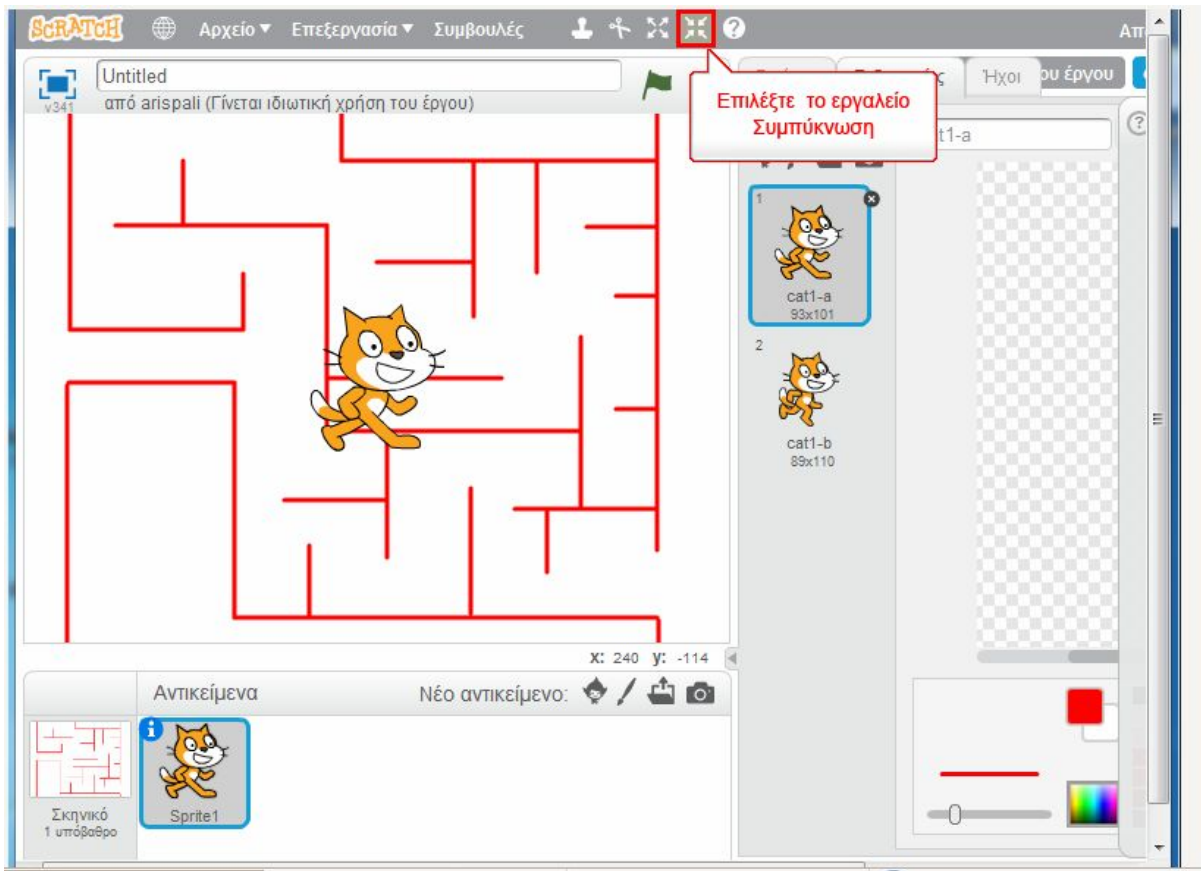 SCRATCH Αρχείο Επεξεργασία Συμβουλές
v341
Untitled
από arispali (Γίνεται ιδιωτική χρήση του έργου)
Επιλέξτε το εργαλείο
Συμπύκνωση
Ήχοι
ου έργου
1
cat1-a
93x101
2
cat1-b
89x110
x: 240 y: -114
Αντικείμενα
Νέο αντικείμενο:
Σκηνικό
1 υπόβαθρο
Sprite1